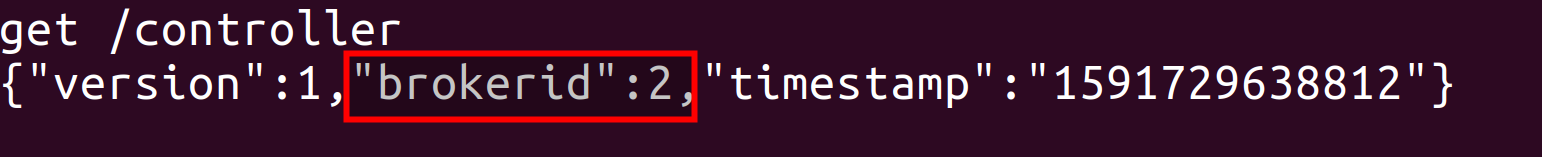 get /controller
{"version":1,"brokerid":2,"timestamp":"1591729638812"}